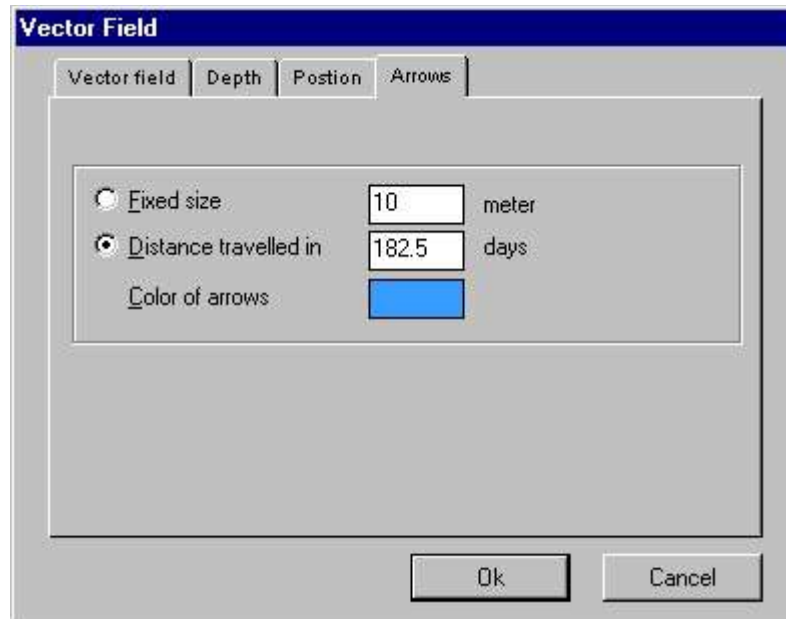 Vector Field
Vector field Depth Postion Arrows
Fixed size 10 meter
Distance travelled in 182.5 days
Color of arrows
Ok Cancel